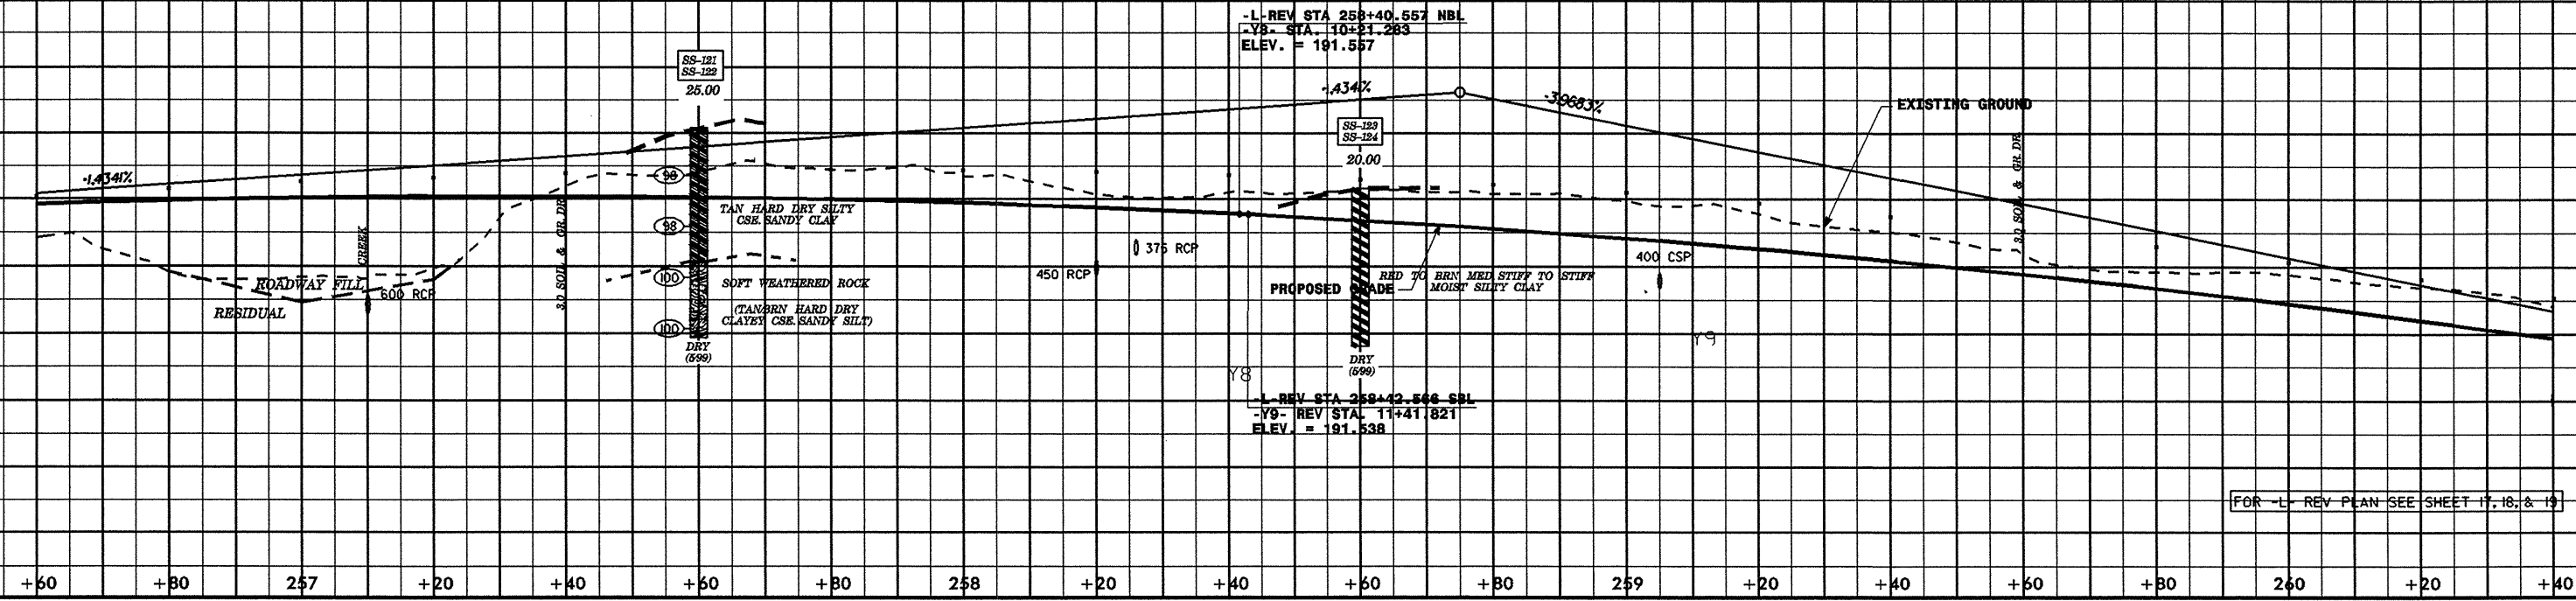 -L-REV STA 258+40.557 NBL
-Y8- STA. 10+21.283
ELEV. = 191.557
SS-121
SS-122
25.00
-1.4341%
-3.9683%
EXISTING GROUND
SS-123
SS-124
20.00
-1.4341%
98
3.0 SOIL & GR. DR.
3.0 SOIL & GR. DR.
TAN HARD DRY SILTY
CSE. SANDY CLAY
98
CREEK
375 RCP
450 RCP
400 CSP
100
SOFT WEATHERED ROCK
RED TO BRN MED STIFF TO STIFF
MOIST SILTY CLAY
PROPOSED GRADE
ROADWAY FILL
600 RCP
RESIDUAL
(TAN/BRN HARD DRY
CLAYEY CSE. SANDY SILT)
100
DRY
(5/99)
Y9
DRY
(5/99)
Y8
-L-REV STA 258+42.566 SBL
-Y9- REV STA. 11+41.821
ELEV. = 191.538
FOR -L- REV PLAN SEE SHEET 17, 18, & 19
+60 +80 257 +20 +40 +60 +80 258 +20 +40 +60 +80 259 +20 +40 +60 +80 260 +20 +40